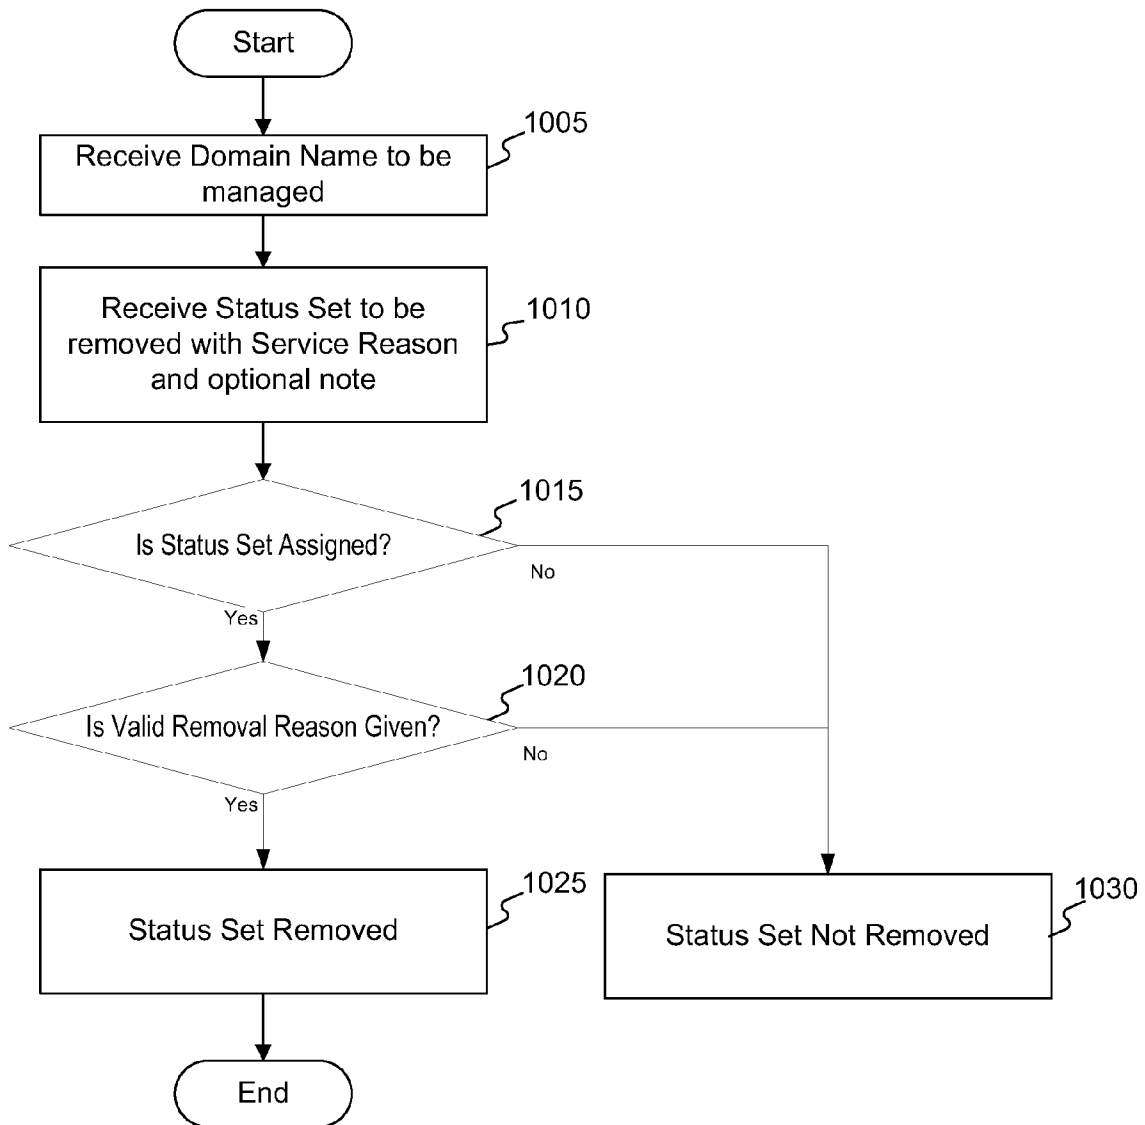 Start
1005
Receive Domain Name to be
managed
1010
Receive Status Set to be
removed with Service Reason
and optional note
1015
Is Status Set Assigned?
No
Yes
1020
Is Valid Removal Reason Given?
No
Yes
1025
Status Set Removed
1030
Status Set Not Removed
End